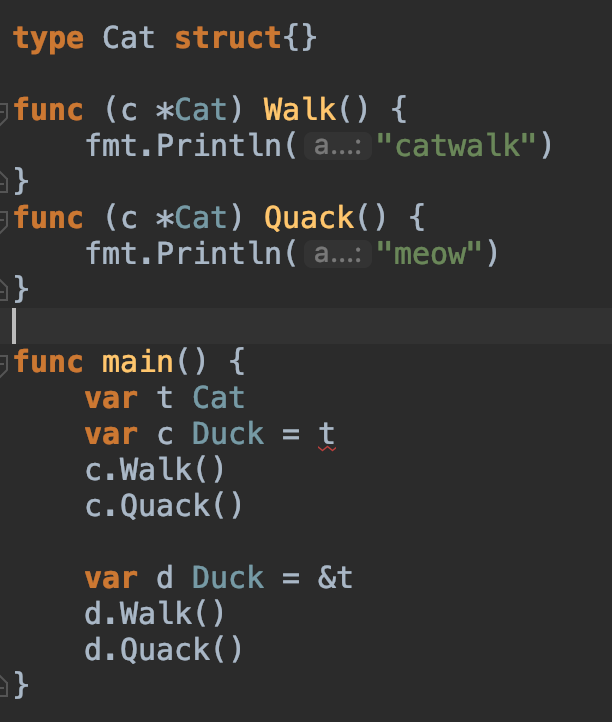 type Cat struct{}
func (c *Cat) Walk() {
    fmt.Println( a...: "catwalk")
}
func (c *Cat) Quack() {
    fmt.Println( a...: "meow")
}
func main() {
    var t Cat
    var c Duck = t
    c.Walk()
    c.Quack()
    var d Duck = &t
    d.Walk()
    d.Quack()
}